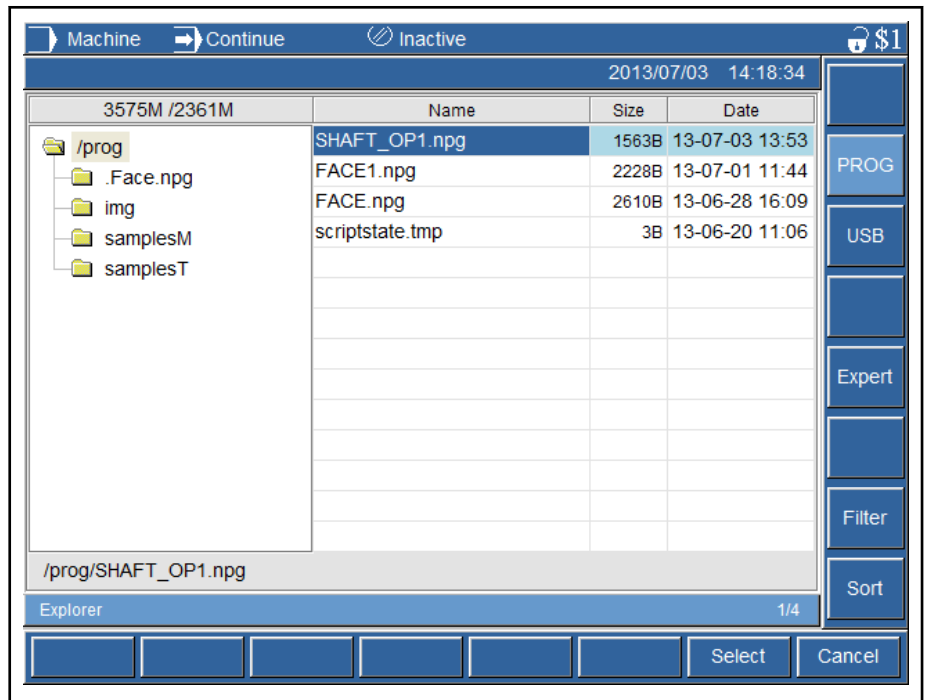 Machine Continue Inactive $1
2013/07/03 14:18:34
3575M /2361M Name Size Date
/prog SHAFT_OP1.npg 1563B 13-07-03 13:53
.Face.npg FACE1.npg 2228B 13-07-01 11:44
img FACE.npg 2610B 13-06-28 16:09
samplesM scriptstate.tmp 3B 13-06-20 11:06
samplesT
PROG
USB
Expert
Filter
Sort
/prog/SHAFT_OP1.npg
Explorer 1/4
Select Cancel